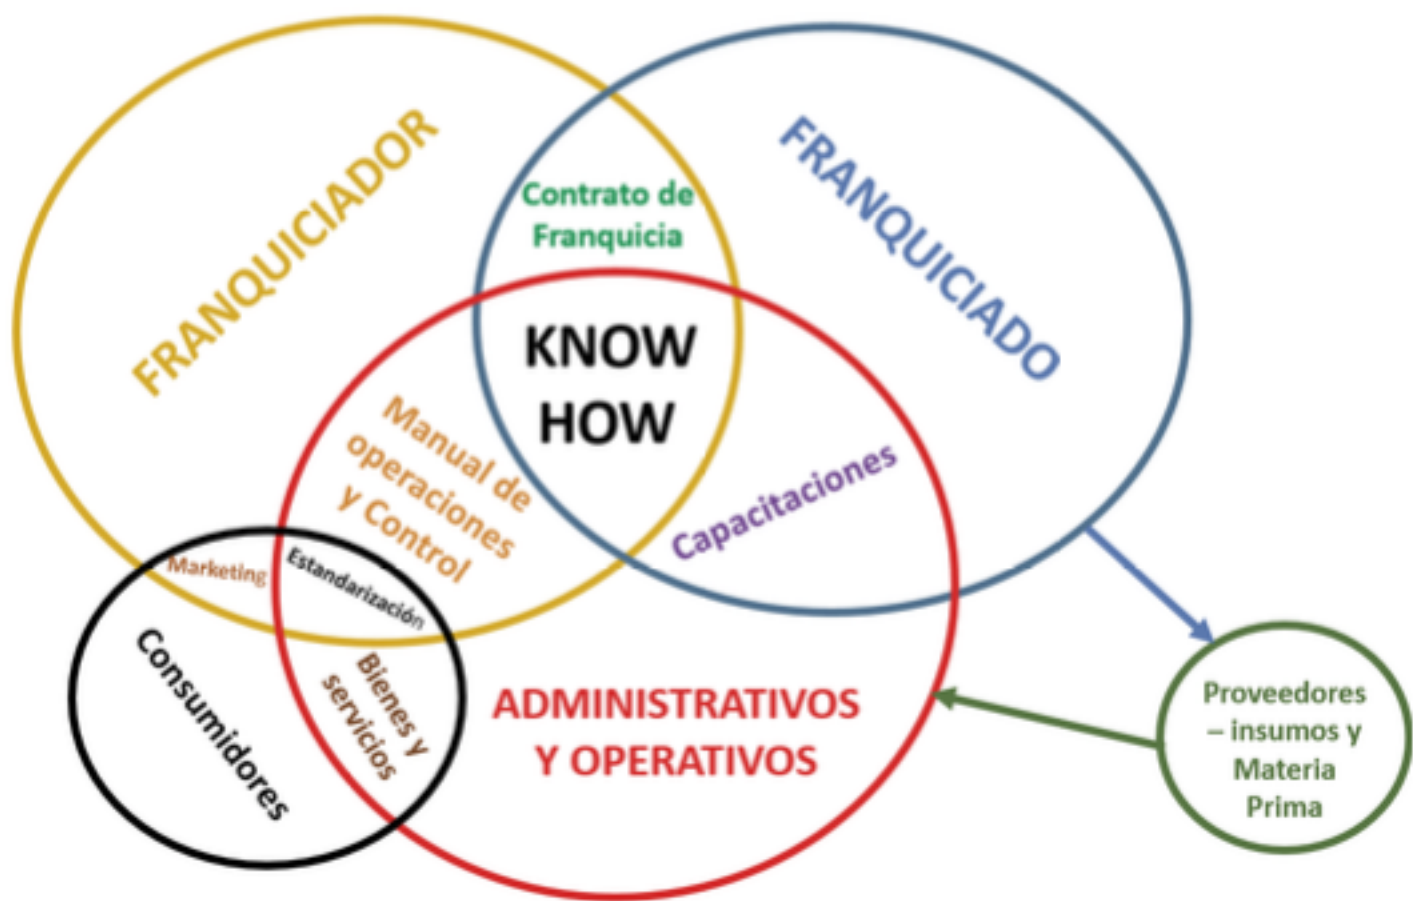 FRANQUICIADOR
FRANQUICIADO
Contrato de
Franquicia
KNOW
HOW
Manual de
operaciones
y Control
Capacitaciones
Marketing
Estandarización
Consumidores
Bienes y
servicios
ADMINISTRATIVOS
Y OPERATIVOS
Proveedores
– insumos y
Materia
Prima